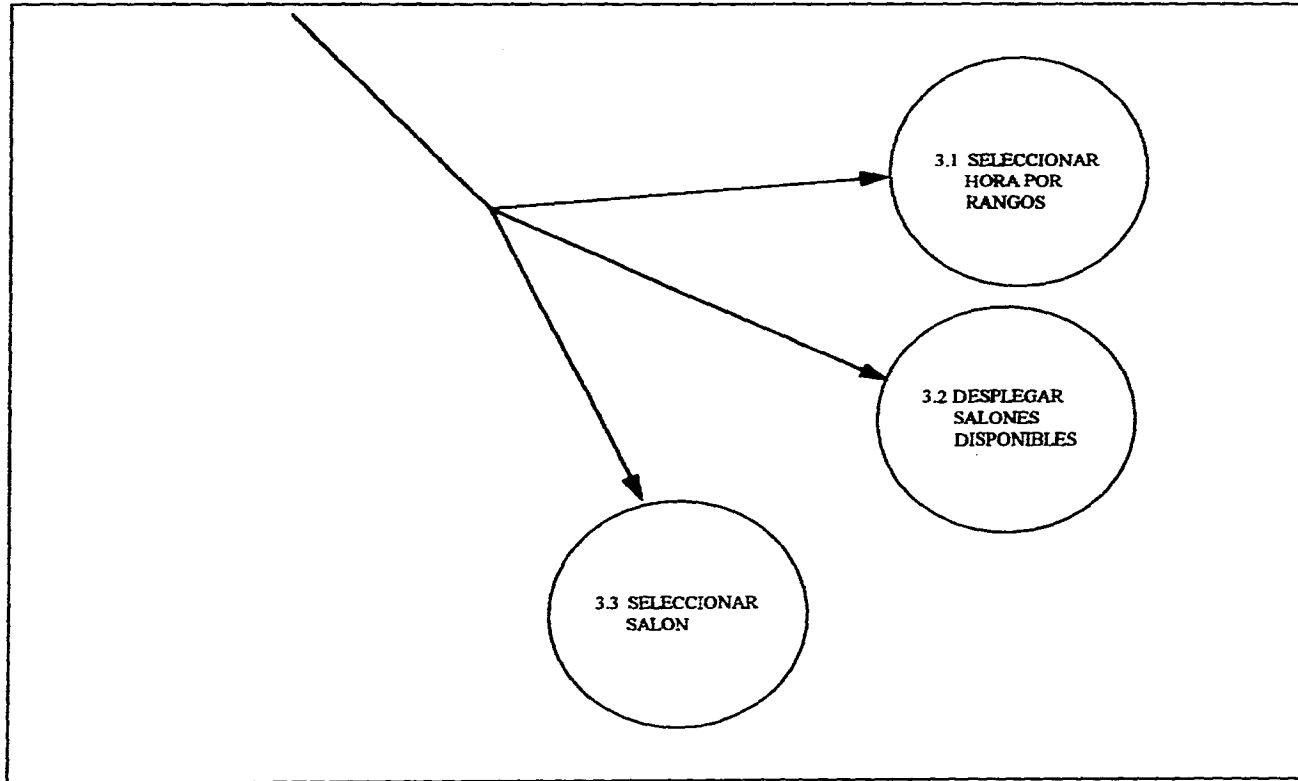 3.1 SELECCIONAR
HORA POR
RANGOS
3.2 DESPLEGAR
SALONES
DISPONIBLES
3.3 SELECCIONAR
SALON